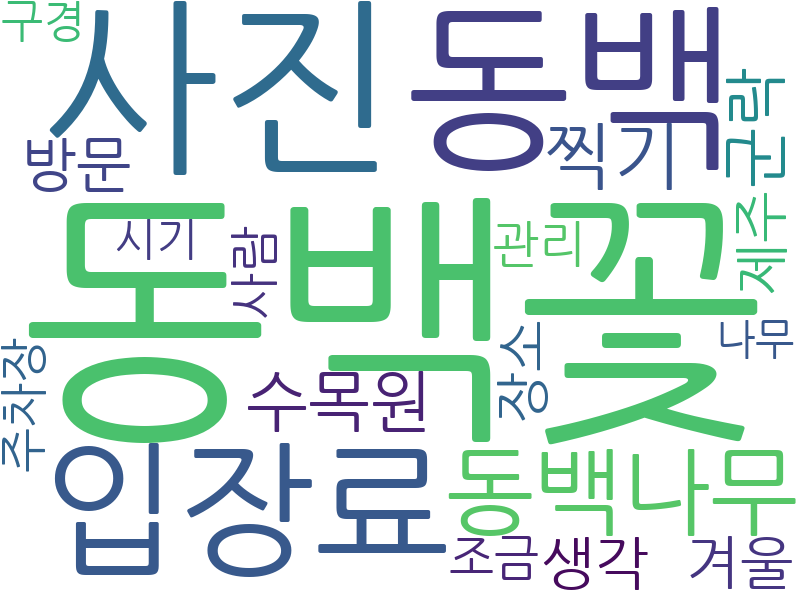 구경
사진
동백
방문
찍기
군락
동백꽃
시기
사람
관리
제주
주차장
수목원
장소
나무
입장료
동백나무
조금
생각
겨울